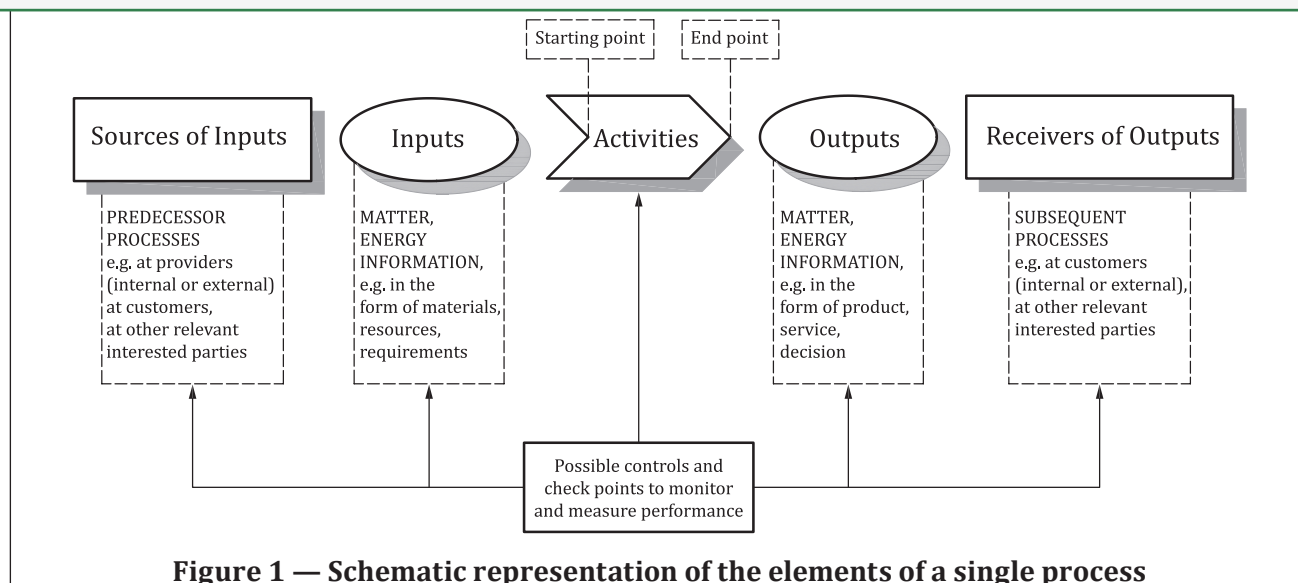 Starting point
End point
Sources of Inputs
Inputs
Activities
Outputs
Receivers of Outputs
PREDECESSOR
PROCESSES
e.g. at providers
(internal or external)
at customers,
at other relevant
interested parties
MATTER,
ENERGY
INFORMATION,
e.g. in the
form of materials,
resources,
requirements
MATTER,
ENERGY
INFORMATION,
e.g. in the
form of product,
service,
decision
SUBSEQUENT
PROCESSES
e.g. at customers
(internal or external),
at other relevant
interested parties
Possible controls and
check points to monitor
and measure performance
Figure 1 — Schematic representation of the elements of a single process